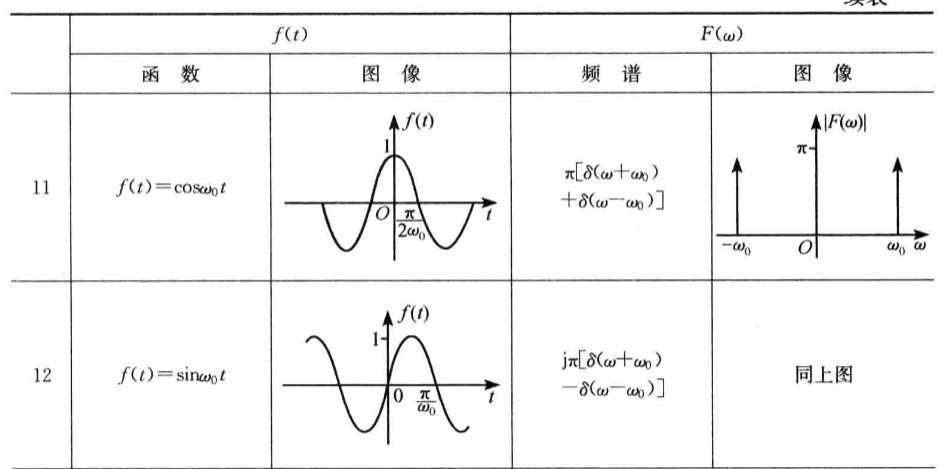 续表
f(t)
F(ω)
函 数
图 像
频 谱
图 像
11
f(t)=cosω₀t
f(t)
1
O
π/2ω₀
t
π[δ(ω+ω₀)
+δ(ω−ω₀)]
|F(ω)|
π
−ω₀
O
ω₀
ω
12
f(t)=sinω₀t
f(t)
1
0
π/ω₀
t
jπ[δ(ω+ω₀)
−δ(ω−ω₀)]
同上图